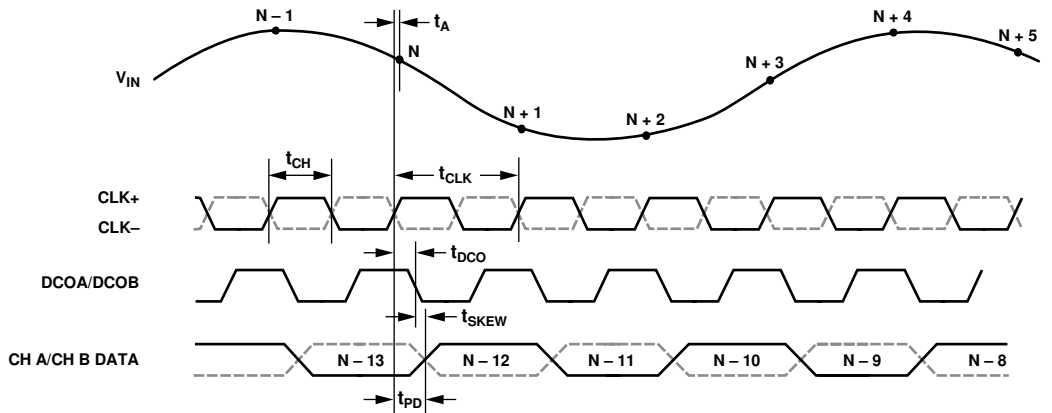 N – 1
t_A
N
N + 4
N + 5
V_IN
N + 3
N + 1
N + 2
t_CH
t_CLK
CLK+
CLK–
t_DCO
DCOA/DCOB
t_SKEW
CH A/CH B DATA
N – 13
N – 12
N – 11
N – 10
N – 9
N – 8
t_PD